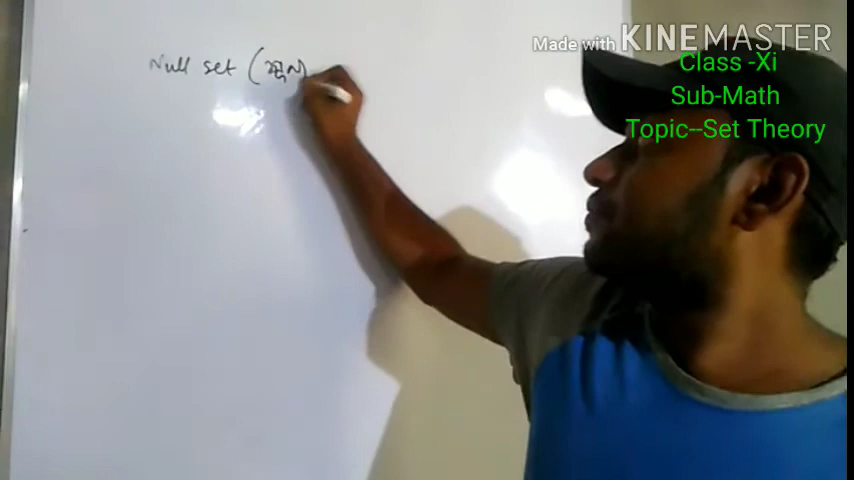 Made with KINEMASTER
Class -Xi
Sub-Math
Topic--Set Theory
Null set (